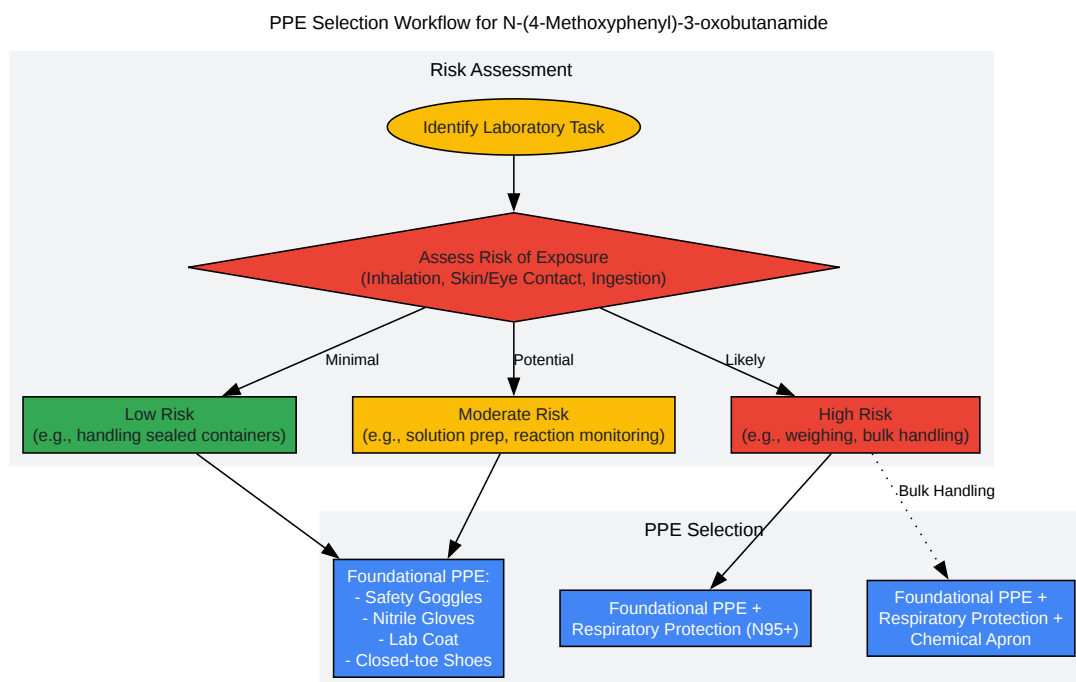 PPE Selection Workflow for N-(4-Methoxyphenyl)-3-oxobutanamide
Risk Assessment
Identify Laboratory Task
Assess Risk of Exposure
(Inhalation, Skin/Eye Contact, Ingestion)
Minimal
Potential
Likely
Low Risk
(e.g., handling sealed containers)
Moderate Risk
(e.g., solution prep, reaction monitoring)
High Risk
(e.g., weighing, bulk handling)
Bulk Handling
PPE Selection
Foundational PPE:
- Safety Goggles
- Nitrile Gloves
- Lab Coat
- Closed-toe Shoes
Foundational PPE +
Respiratory Protection (N95+)
Foundational PPE +
Respiratory Protection +
Chemical Apron